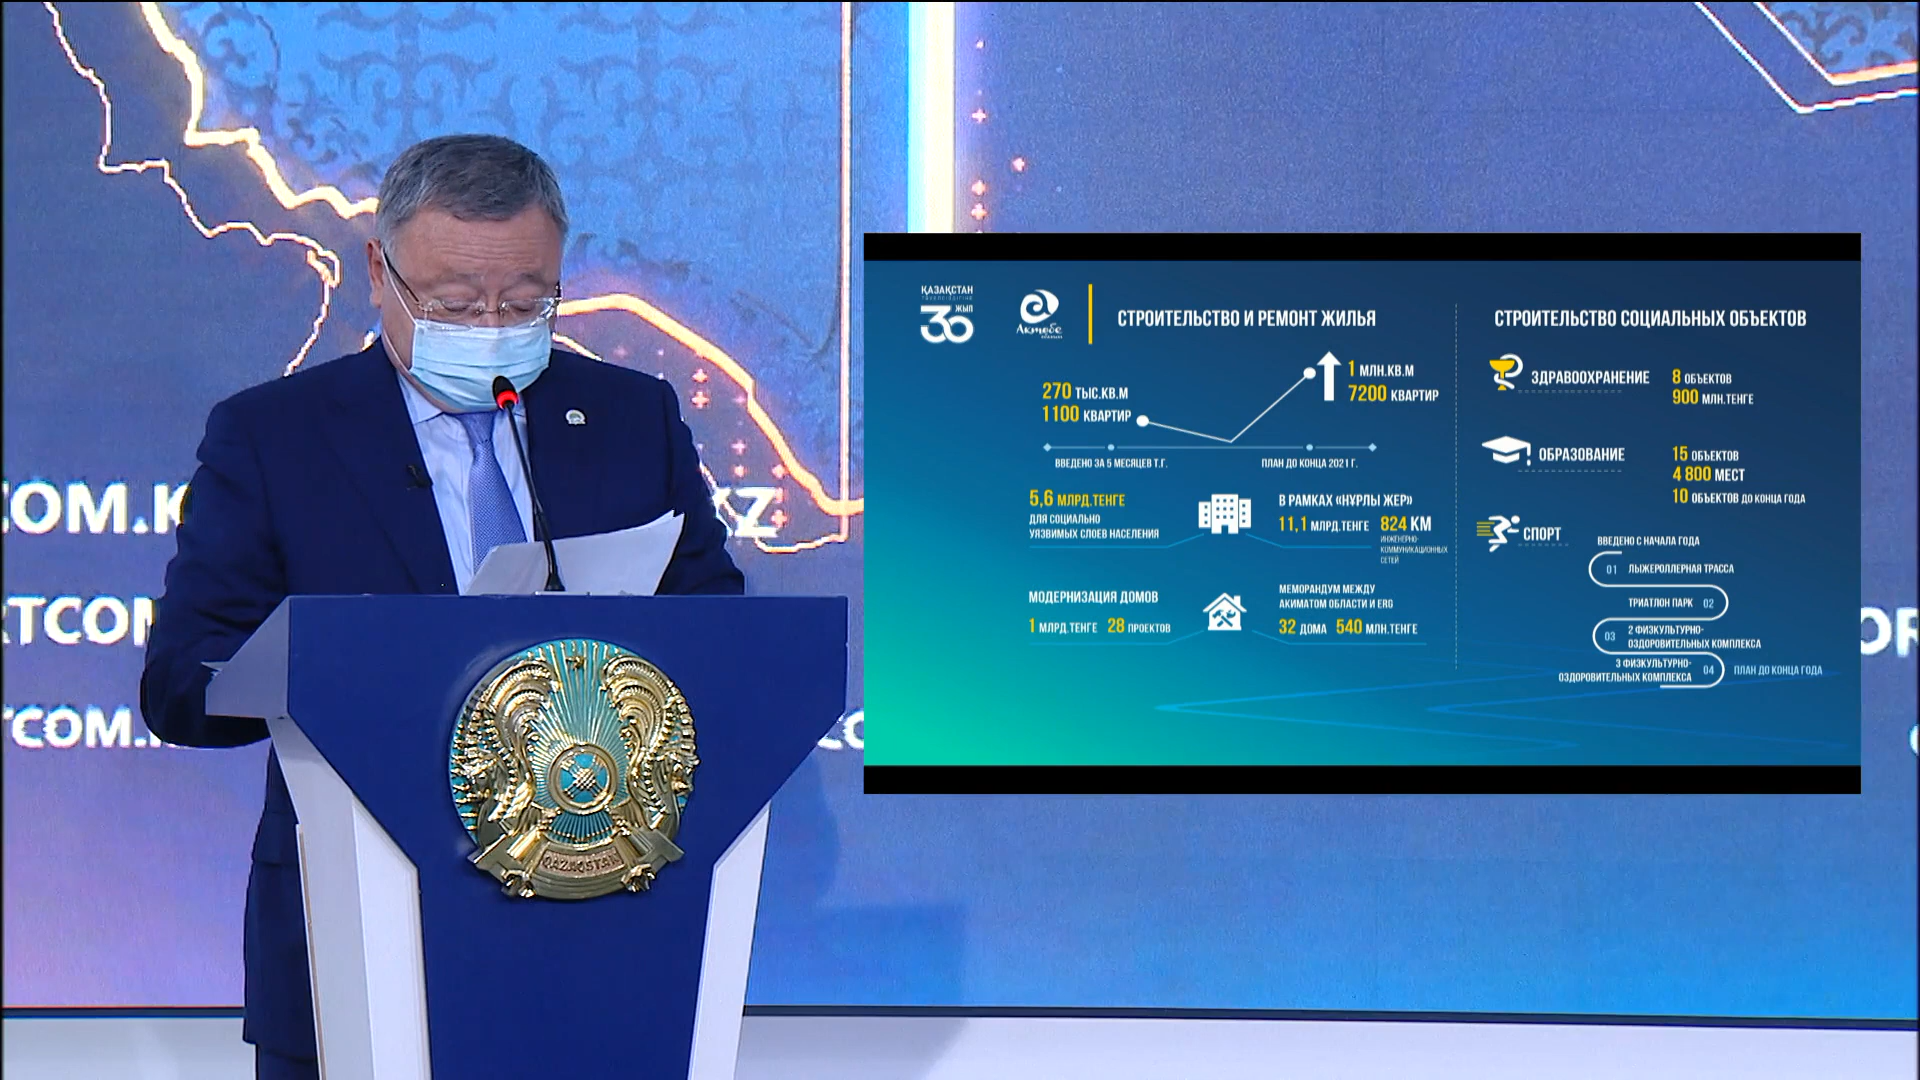 ҚАЗАҚСТАН
ТӘУЕЛСІЗДІГІНЕ
30 ЖЫЛ
Актобе
СТРОИТЕЛЬСТВО И РЕМОНТ ЖИЛЬЯ
270 ТЫС.КВ.М
1100 КВАРТИР
1 МЛН.КВ.М
7200 КВАРТИР
ВВЕДЕНО ЗА 5 МЕСЯЦЕВ Т.Г.
ПЛАН ДО КОНЦА 2021 Г.
5,6 МЛРД.ТЕНГЕ
ДЛЯ СОЦИАЛЬНО
УЯЗВИМЫХ СЛОЕВ НАСЕЛЕНИЯ
В РАМКАХ «НҰРЛЫ ЖЕР»
11,1 МЛРД.ТЕНГЕ 824 КМ
ИНЖЕНЕРНО-
КОММУНИКАЦИОННЫХ
СЕТЕЙ
МОДЕРНИЗАЦИЯ ДОМОВ
1 МЛРД.ТЕНГЕ 28 ПРОЕКТОВ
МЕМОРАНДУМ МЕЖДУ
АКИМАТОМ ОБЛАСТИ И ERG
32 ДОМА 540 МЛН.ТЕНГЕ
СТРОИТЕЛЬСТВО СОЦИАЛЬНЫХ ОБЪЕКТОВ
ЗДРАВООХРАНЕНИЕ
8 ОБЪЕКТОВ
900 МЛН.ТЕНГЕ
ОБРАЗОВАНИЕ
15 ОБЪЕКТОВ
4 800 МЕСТ
10 ОБЪЕКТОВ ДО КОНЦА ГОДА
СПОРТ
ВВЕДЕНО С НАЧАЛА ГОДА
01 ЛЫЖЕРОЛЛЕРНАЯ ТРАССА
ТРИАТЛОН ПАРК 02
03 2 ФИЗКУЛЬТУРНО-
ОЗДОРОВИТЕЛЬНЫХ КОМПЛЕКСА
3 ФИЗКУЛЬТУРНО-
ОЗДОРОВИТЕЛЬНЫХ КОМПЛЕКСА 04 ПЛАН ДО КОНЦА ГОДА
QAZAQSTAN